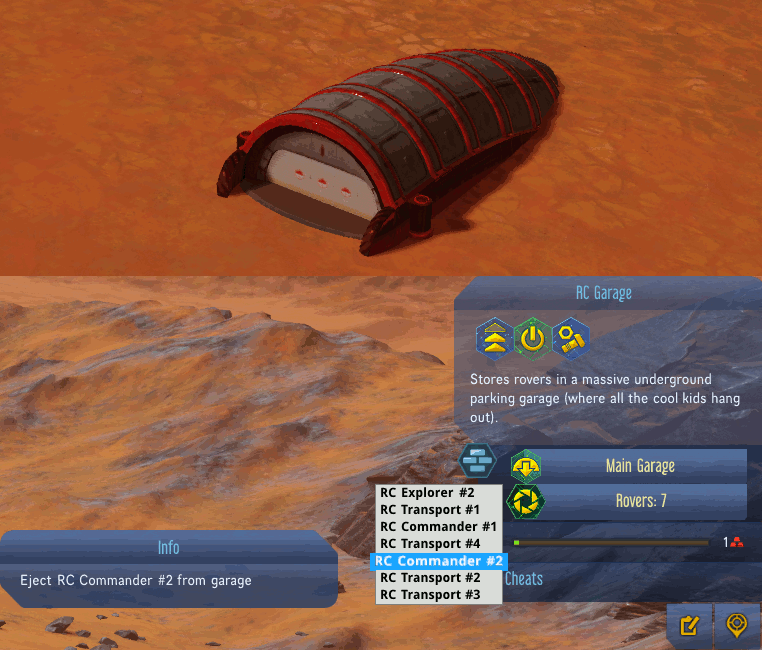 RC Garage
Stores rovers in a massive underground
parking garage (where all the cool kids hang
out).
Main Garage
Rovers: 7
1
RC Explorer #2
RC Transport #1
RC Commander #1
RC Transport #4
RC Commander #2
RC Transport #2
RC Transport #3
Cheats
Info
Eject RC Commander #2 from garage